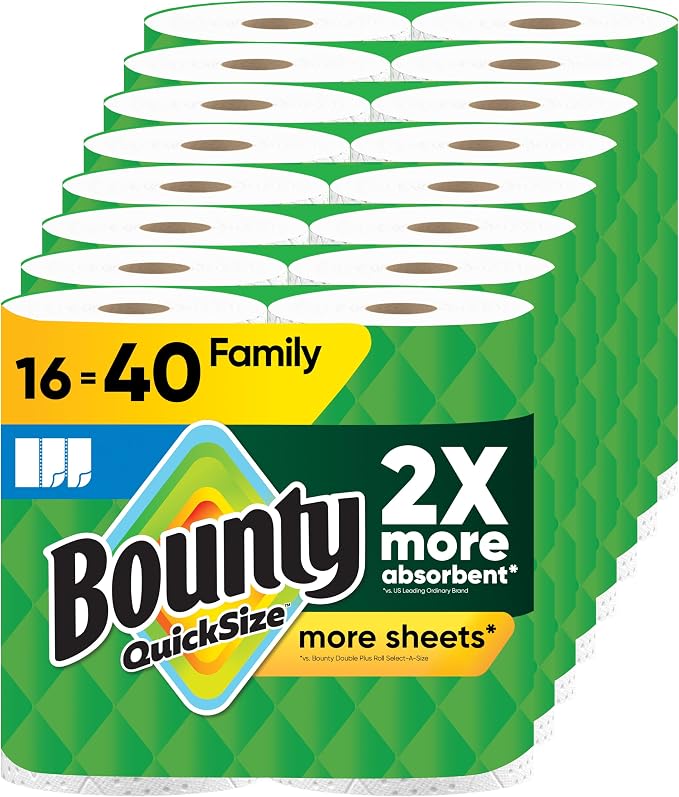 16 = 40 Family
2X
more
absorbent*
*vs. US Leading Ordinary Brand
Bounty
QuickSize™
more sheets*
*vs. Bounty Double Plus Roll Select-A-Size